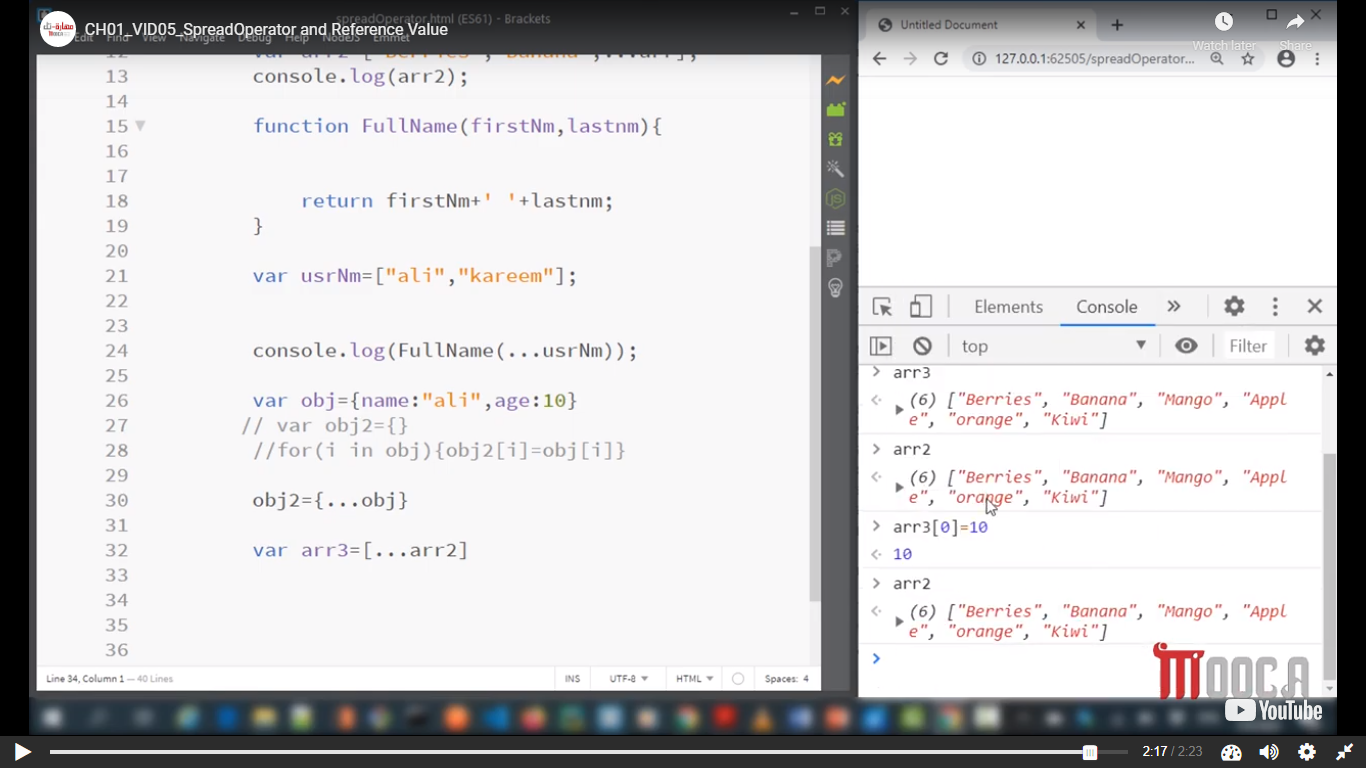 spreadOperator.html (ES61) - Brackets
CH01_VID05_SpreadOperator and Reference Value
Edit Find View Navigate Debug Help NodeJS Emmet
Untitled Document
Watch later
Share
127.0.0.1:62505/spreadOperator...
12 var arr2=["Berries","Banana",...arr];
13 console.log(arr2);
14
15 function FullName(firstNm,lastnm){
16
17
18 return firstNm+' '+lastnm;
19 }
20
21 var usrNm=["ali","kareem"];
22
23
24 console.log(FullName(...usrNm));
25
26 var obj={name:"ali",age:10}
27 // var obj2={}
28 //for(i in obj){obj2[i]=obj[i]}
29
30 obj2={...obj}
31
32 var arr3=[...arr2]
33
34
35
36
Line 34, Column 1 — 40 Lines
INS
UTF-8
HTML
Spaces: 4
Elements
Console
top
Filter
arr3
(6) ["Berries", "Banana", "Mango", "Appl
e", "orange", "Kiwi"]
arr2
(6) ["Berries", "Banana", "Mango", "Appl
e", "orange", "Kiwi"]
arr3[0]=10
10
arr2
(6) ["Berries", "Banana", "Mango", "Appl
e", "orange", "Kiwi"]
MOOCA
YouTube
2:17 / 2:23